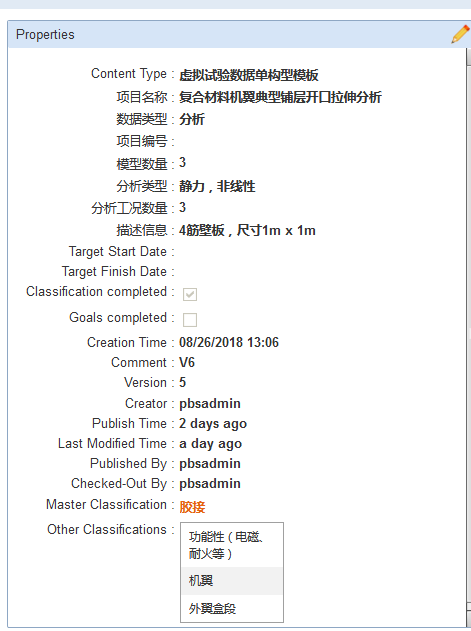 Properties
Content Type : 虚拟试验数据单构型模板
项目名称 : 复合材料机翼典型铺层开口拉伸分析
数据类型 : 分析
项目编号 :
模型数量 : 3
分析类型 : 静力，非线性
分析工况数量 : 3
描述信息 : 4筋壁板，尺寸1m x 1m
Target Start Date :
Target Finish Date :
Classification completed :
Goals completed :
Creation Time : 08/26/2018 13:06
Comment : V6
Version : 5
Creator : pbsadmin
Publish Time : 2 days ago
Last Modified Time : a day ago
Published By : pbsadmin
Checked-Out By : pbsadmin
Master Classification : 胶接
Other Classifications :
功能性（电磁、
耐火等）
机翼
外翼盒段